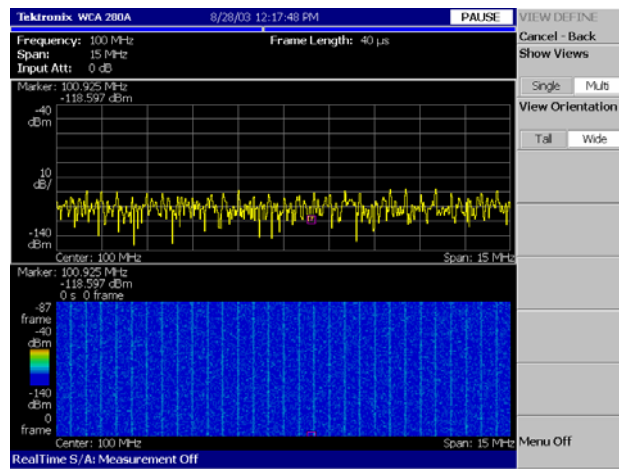 Tektronix WCA 280A 8/28/03 12:17:48 PM PAUSE
Frequency: 100 MHz Frame Length: 40 µs
Span: 15 MHz
Input Att: 0 dB
Marker: 100.925 MHz
-118.597 dBm
-40
dBm
10
dB/
-140
dBm
Center: 100 MHz Span: 15 MHz
Marker: 100.925 MHz
-118.597 dBm
0 s 0 frame
-87
frame
-40
dBm
-140
dBm
0
frame
Center: 100 MHz Span: 15 MHz
RealTime S/A: Measurement Off
VIEW DEFINE
Cancel - Back
Show Views
Single Multi
View Orientation
Tall Wide
Menu Off